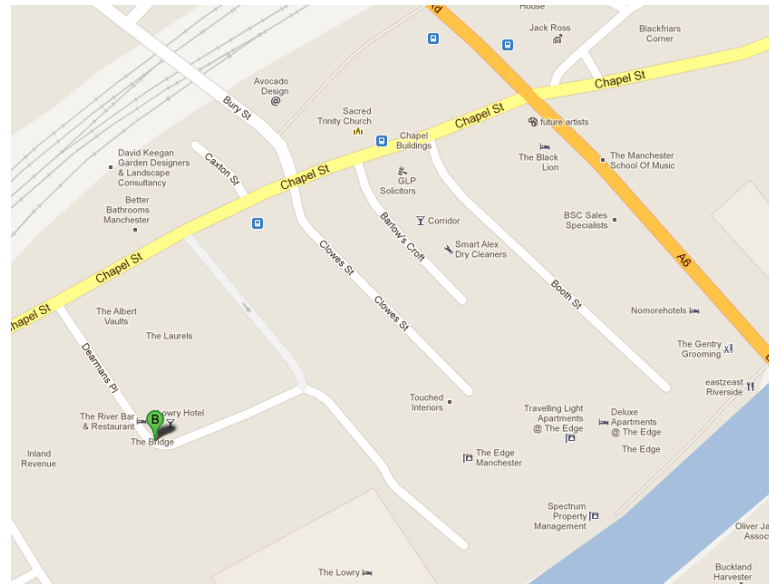 House
Jack Ross
Blackfriars
Corner
Avocado
Design
Bury St
Chapel St
Sacred
Trinity Church
Chapel St
future artists
Chapel
Buildings
The Black
Lion
The Manchester
School Of Music
David Keegan
Garden Designers
& Landscape
Consultancy
Caxton St
Chapel St
GLP
Solicitors
Better
Bathrooms
Manchester
Barlow's Croft
Corridor
BSC Sales
Specialists
Smart Alex
Dry Cleaners
Clowes St
A6
Chapel St
Booth St
Clowes St
The Albert
Vaults
Nomorehotels
Chapel St
The Laurels
The Gentry
Grooming
Dearmans Pl
eastzeast
Riverside
Touched
Interiors
The River Bar
& Restaurant
B
Lowry Hotel
The Bridge
Travelling Light
Apartments
@ The Edge
Deluxe
Apartments
@ The Edge
Inland
Revenue
The Edge
Manchester
The Edge
Spectrum
Property
Management
Oliver
Assoc
The Lowry
Buckland
Harvester